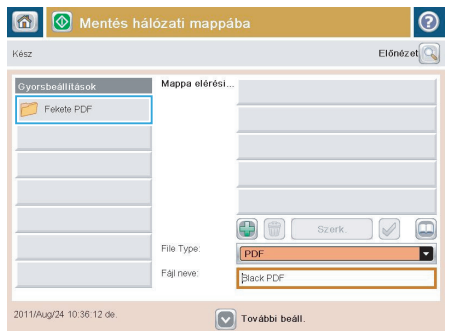 Mentés hálózati mappába
Kész
Előnézet
Gyorsbeállítások
Fekete PDF
Mappa elérési...
Szerk.
File Type:
PDF
Fájl neve:
Black PDF
2011/Aug/24 10:36:12 de.
További beáll.